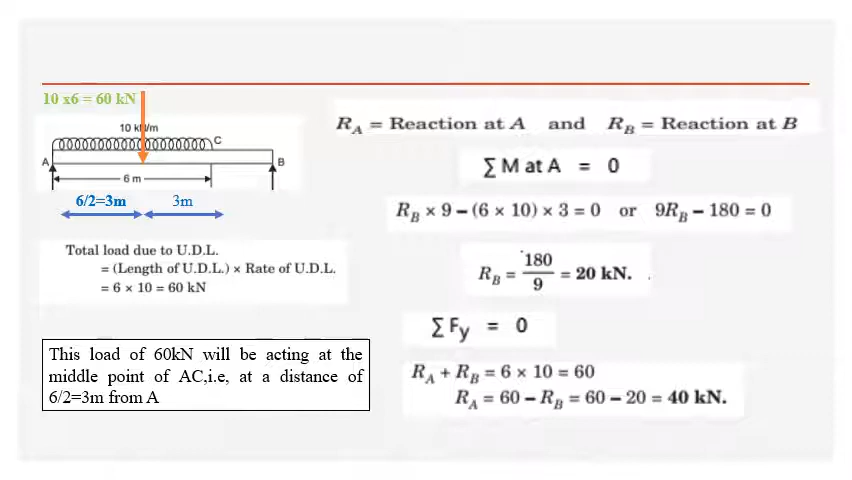 10 x6 = 60 kN
10 kN/m
C
A
B
6 m
6/2=3m
3m
Total load due to U.D.L.
= (Length of U.D.L.) × Rate of U.D.L.
= 6 × 10 = 60 kN
This load of 60kN will be acting at the
middle point of AC,i.e, at a distance of
6/2=3m from A
R_A = Reaction at A and R_B = Reaction at B
∑ M at A = 0
R_B × 9 – (6 × 10) × 3 = 0 or 9R_B – 180 = 0
R_B = 180/9 = 20 kN.
∑ Fy = 0
R_A + R_B = 6 × 10 = 60
R_A = 60 – R_B = 60 – 20 = 40 kN.